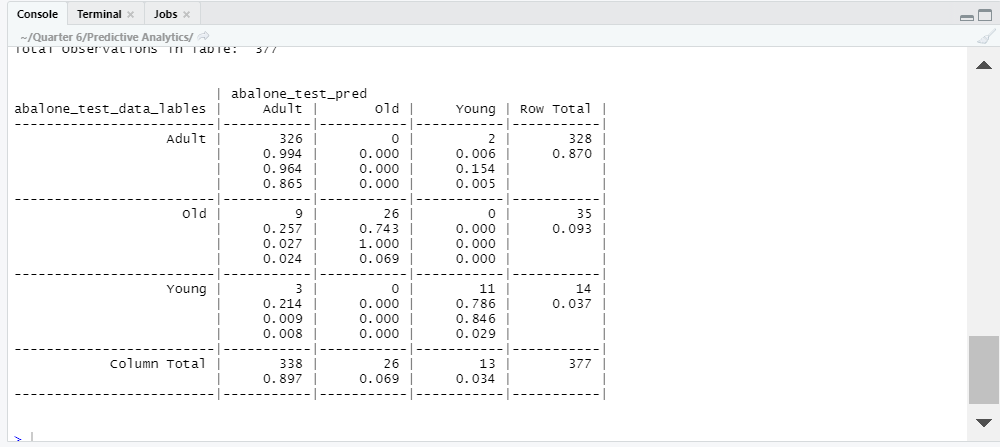 Console Terminal × Jobs ×
~/Quarter 6/Predictive Analytics/
Total Observations in Table:  377
                          | abalone_test_pred
abalone_test_data_lables |     Adult |       Old |     Young | Row Total |
-------------------------|-----------|-----------|-----------|-----------|
                   Adult |       326 |         0 |         2 |       328 |
                         |     0.994 |     0.000 |     0.006 |     0.870 |
                         |     0.964 |     0.000 |     0.154 |           |
                         |     0.865 |     0.000 |     0.005 |           |
-------------------------|-----------|-----------|-----------|-----------|
                     Old |         9 |        26 |         0 |        35 |
                         |     0.257 |     0.743 |     0.000 |     0.093 |
                         |     0.027 |     1.000 |     0.000 |           |
                         |     0.024 |     0.069 |     0.000 |           |
-------------------------|-----------|-----------|-----------|-----------|
                   Young |         3 |         0 |        11 |        14 |
                         |     0.214 |     0.000 |     0.786 |     0.037 |
                         |     0.009 |     0.000 |     0.846 |           |
                         |     0.008 |     0.000 |     0.029 |           |
-------------------------|-----------|-----------|-----------|-----------|
            Column Total |       338 |        26 |        13 |       377 |
                         |     0.897 |     0.069 |     0.034 |           |
-------------------------|-----------|-----------|-----------|-----------|
>